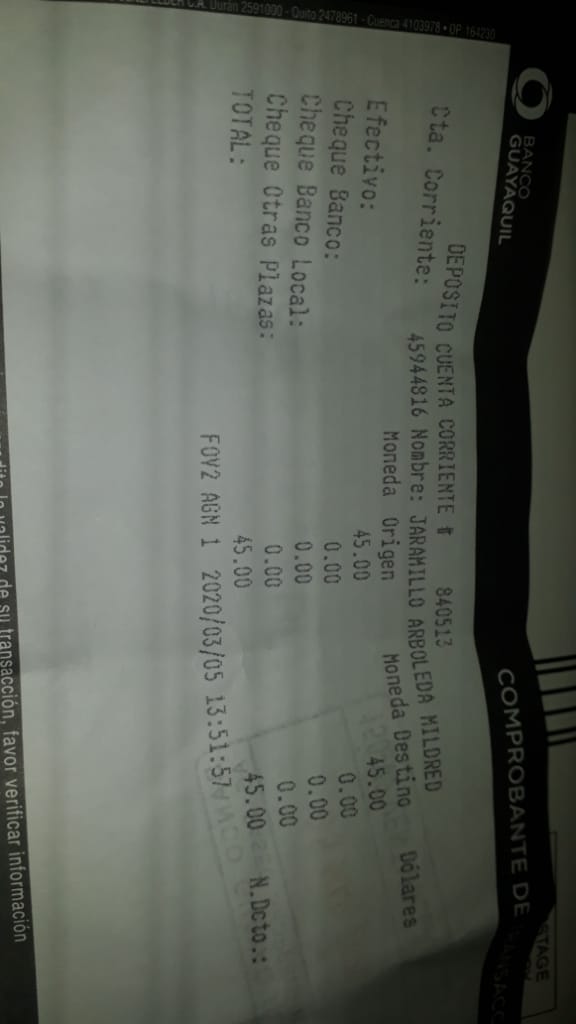 BANCO
GUAYAQUIL
COMPROBANTE DE
STAGE
DEPOSITO CUENTA CORRIENTE # 840513
Cta. Corriente: 45944816 Nombre: JARAMILLO ARBOLEDA MILDRED
Moneda Origen Moneda Destino Dólares
Efectivo: 45.00 45.00
Cheque Banco: 0.00 0.00
Cheque Banco Local: 0.00 0.00
Cheque Otras Plazas: 0.00 0.00
TOTAL: 45.00 45.00 N.Dcto.:
FOV2 AGN 1 2020/03/05 13:51:57
la validez de su transacción, favor verificar información